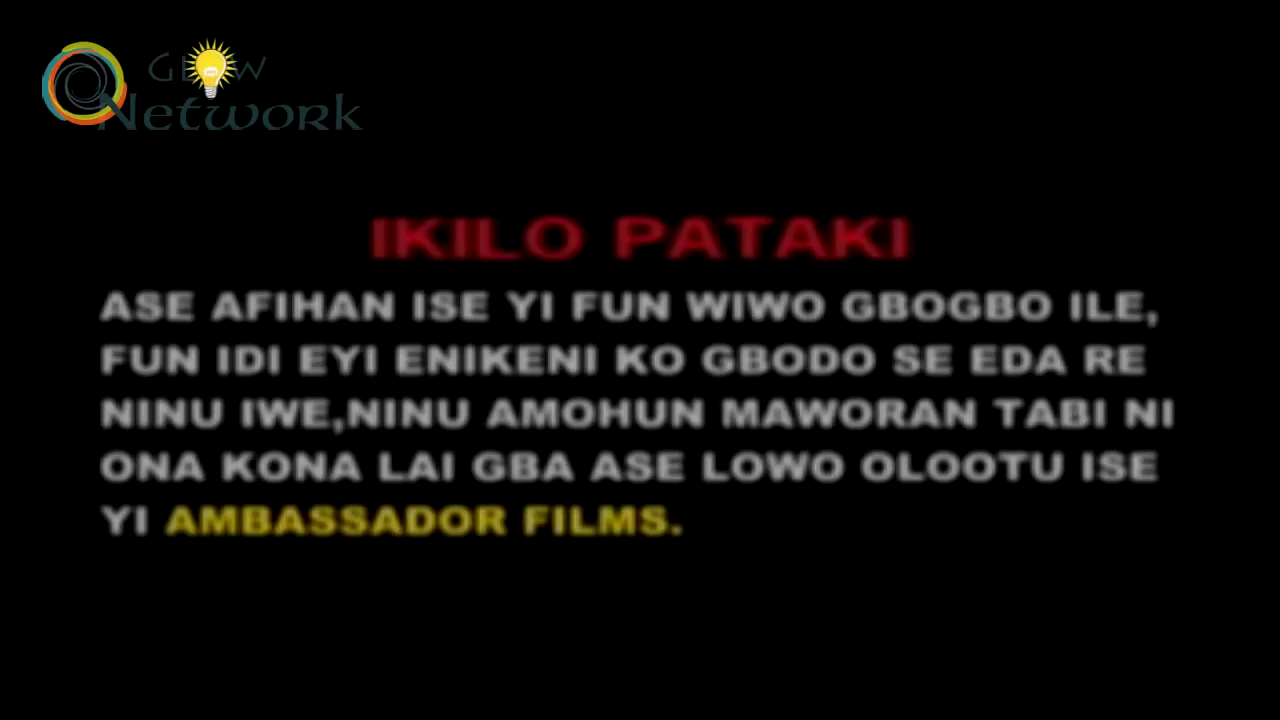 GLOW
Network
IKILO PATAKI
ASE AFIHAN ISE YI FUN WIWO GBOGBO ILE,
FUN IDI EYI ENIKENI KO GBODO SE EDA RE
NINU IWE,NINU AMOHUN MAWORAN TABI NI
ONA KONA LAI GBA ASE LOWO OLOOTU ISE
YI AMBASSADOR FILMS.